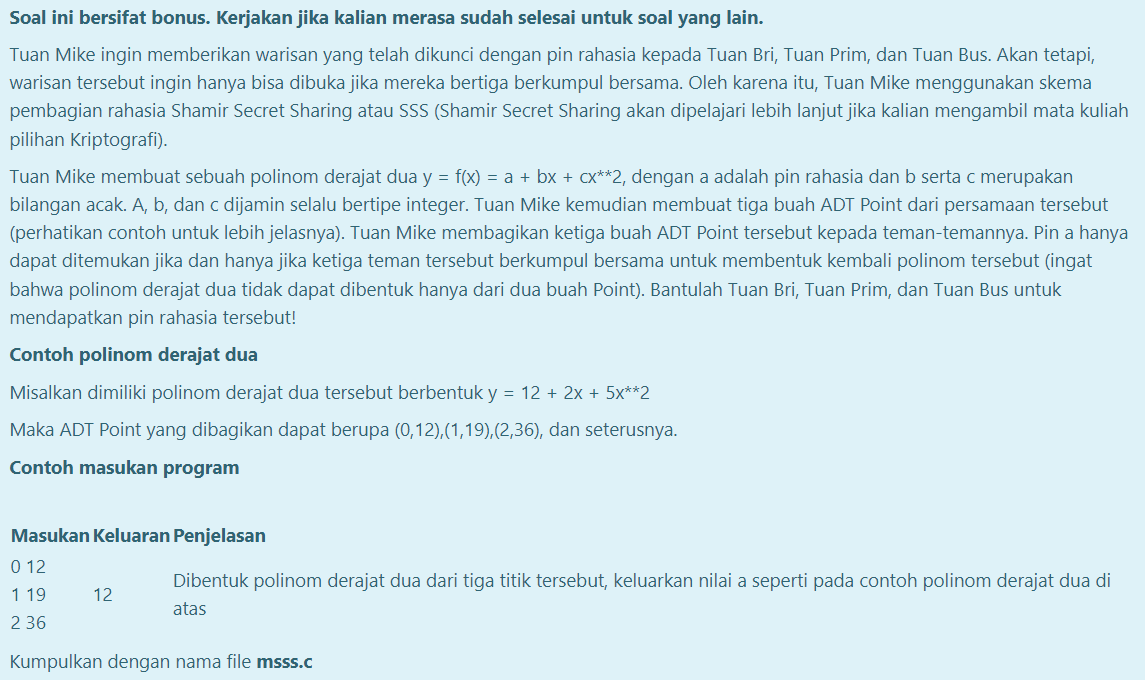 Soal ini bersifat bonus. Kerjakan jika kalian merasa sudah selesai untuk soal yang lain.
Tuan Mike ingin memberikan warisan yang telah dikunci dengan pin rahasia kepada Tuan Bri, Tuan Prim, dan Tuan Bus. Akan tetapi,
warisan tersebut ingin hanya bisa dibuka jika mereka bertiga berkumpul bersama. Oleh karena itu, Tuan Mike menggunakan skema
pembagian rahasia Shamir Secret Sharing atau SSS (Shamir Secret Sharing akan dipelajari lebih lanjut jika kalian mengambil mata kuliah
pilihan Kriptografi).
Tuan Mike membuat sebuah polinom derajat dua y = f(x) = a + bx + cx**2, dengan a adalah pin rahasia dan b serta c merupakan
bilangan acak. A, b, dan c dijamin selalu bertipe integer. Tuan Mike kemudian membuat tiga buah ADT Point dari persamaan tersebut
(perhatikan contoh untuk lebih jelasnya). Tuan Mike membagikan ketiga buah ADT Point tersebut kepada teman-temannya. Pin a hanya
dapat ditemukan jika dan hanya jika ketiga teman tersebut berkumpul bersama untuk membentuk kembali polinom tersebut (ingat
bahwa polinom derajat dua tidak dapat dibentuk hanya dari dua buah Point). Bantulah Tuan Bri, Tuan Prim, dan Tuan Bus untuk
mendapatkan pin rahasia tersebut!
Contoh polinom derajat dua
Misalkan dimiliki polinom derajat dua tersebut berbentuk y = 12 + 2x + 5x**2
Maka ADT Point yang dibagikan dapat berupa (0,12),(1,19),(2,36), dan seterusnya.
Contoh masukan program
Masukan Keluaran Penjelasan
0 12
1 19
2 36
12
Dibentuk polinom derajat dua dari tiga titik tersebut, keluarkan nilai a seperti pada contoh polinom derajat dua di
atas
Kumpulkan dengan nama file msss.c